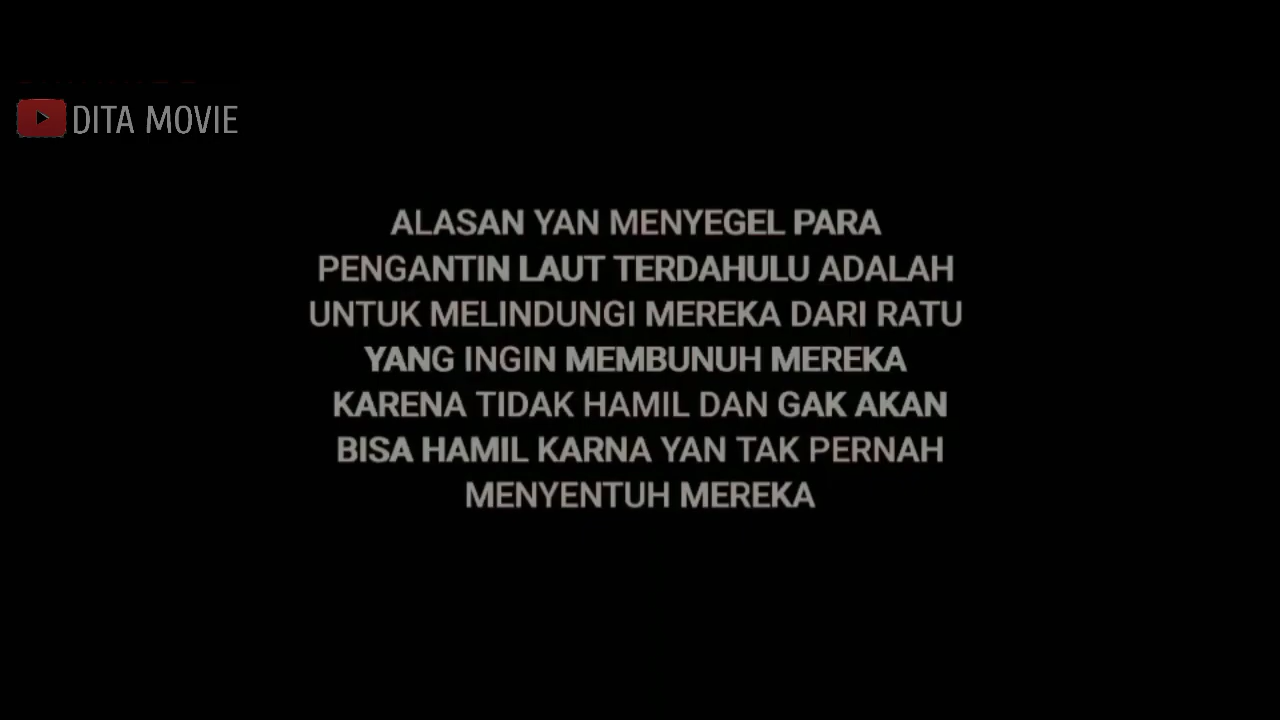 DITA MOVIE
ALASAN YAN MENYEGEL PARA
PENGANTIN LAUT TERDAHULU ADALAH
UNTUK MELINDUNGI MEREKA DARI RATU
YANG INGIN MEMBUNUH MEREKA
KARENA TIDAK HAMIL DAN GAK AKAN
BISA HAMIL KARNA YAN TAK PERNAH
MENYENTUH MEREKA